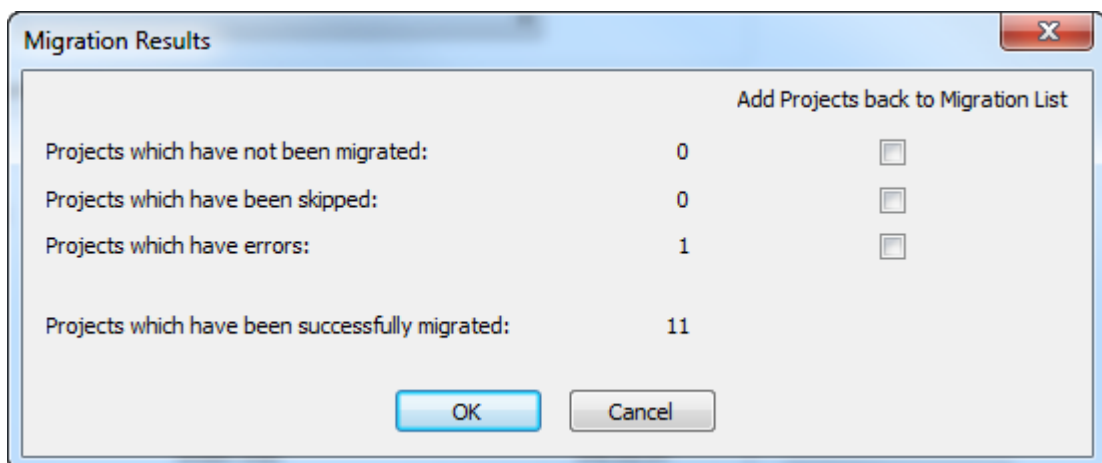 Migration Results
Add Projects back to Migration List
Projects which have not been migrated: 0
Projects which have been skipped: 0
Projects which have errors: 1
Projects which have been successfully migrated: 11
OK Cancel